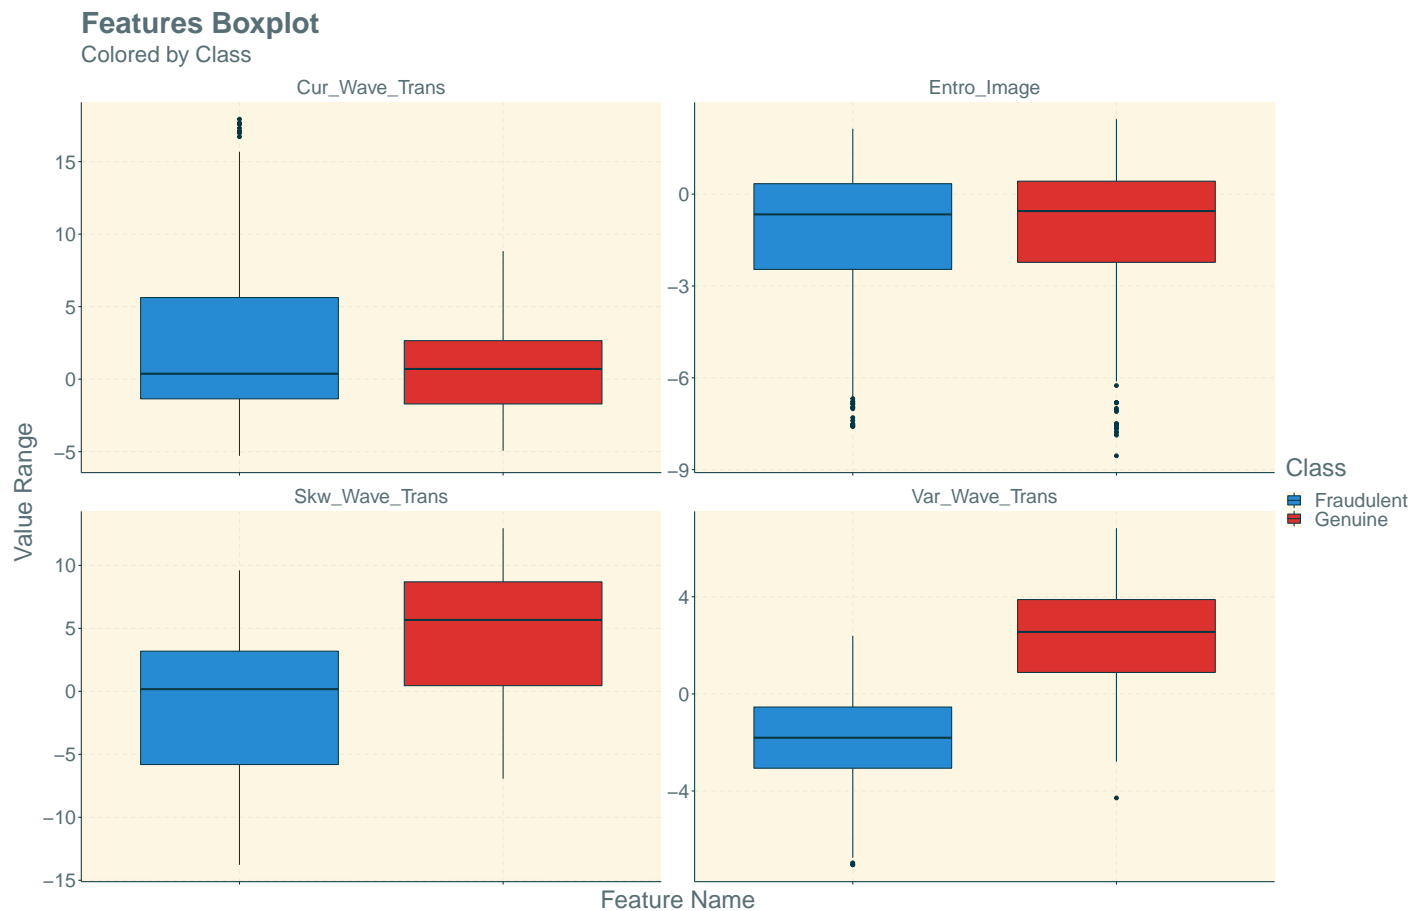 Features Boxplot
Colored by Class
Cur_Wave_Trans
Entro_Image
15
10
5
0
−5
0
−3
−6
−9
Skw_Wave_Trans
Var_Wave_Trans
10
5
0
−5
−10
−15
4
0
−4
Value Range
Feature Name
Class
Fraudulent
Genuine